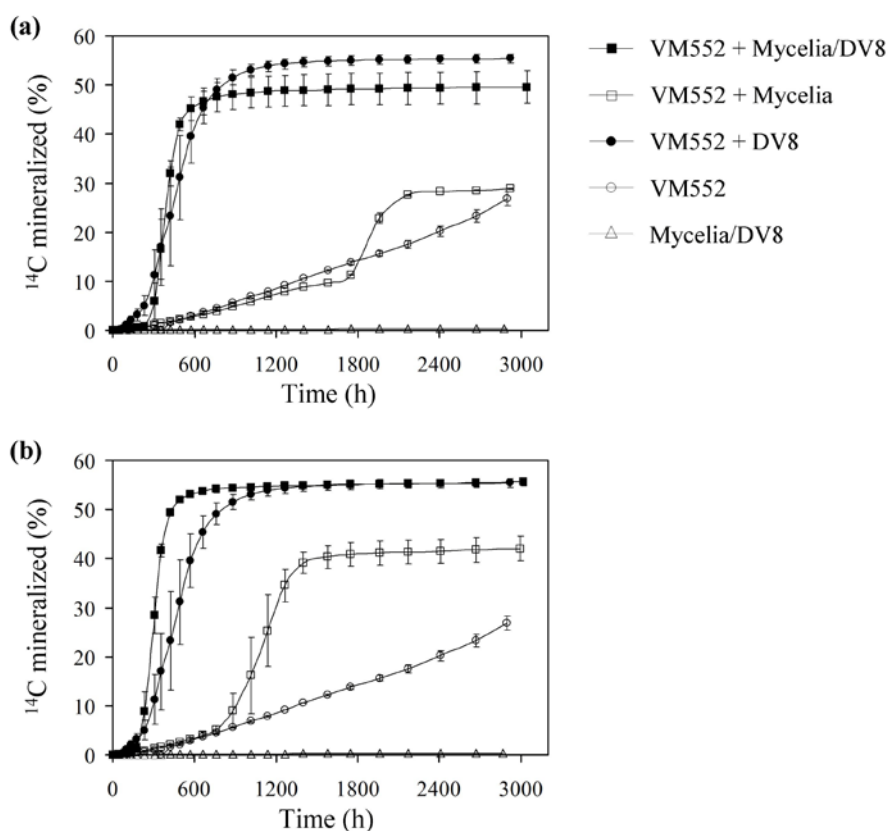 (a)
60
50
40
30
20
10
0
¹⁴C mineralized (%)
0 600 1200 1800 2400 3000
Time (h)
VM552 + Mycelia/DV8
VM552 + Mycelia
VM552 + DV8
VM552
Mycelia/DV8
(b)
60
50
40
30
20
10
0
¹⁴C mineralized (%)
0 600 1200 1800 2400 3000
Time (h)